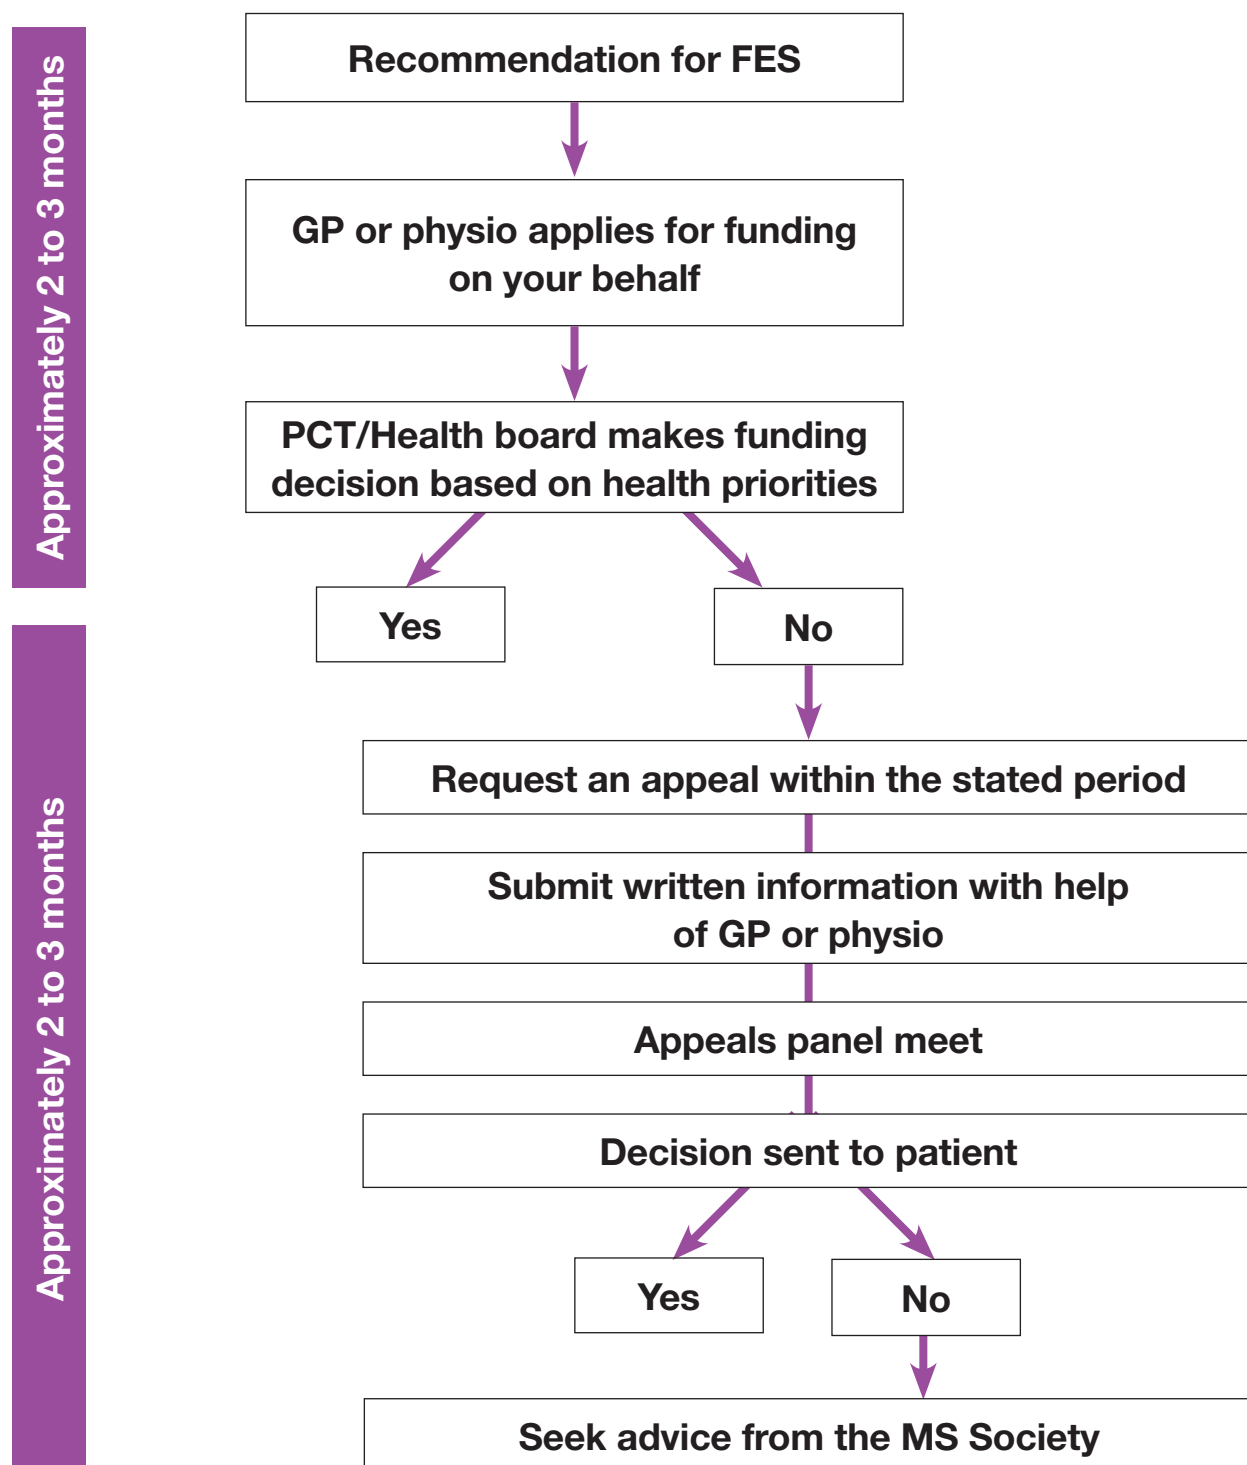 Approximately 2 to 3 months
Recommendation for FES
GP or physio applies for funding
on your behalf
PCT/Health board makes funding
decision based on health priorities
Yes
No
Approximately 2 to 3 months
Request an appeal within the stated period
Submit written information with help
of GP or physio
Appeals panel meet
Decision sent to patient
Yes
No
Seek advice from the MS Society